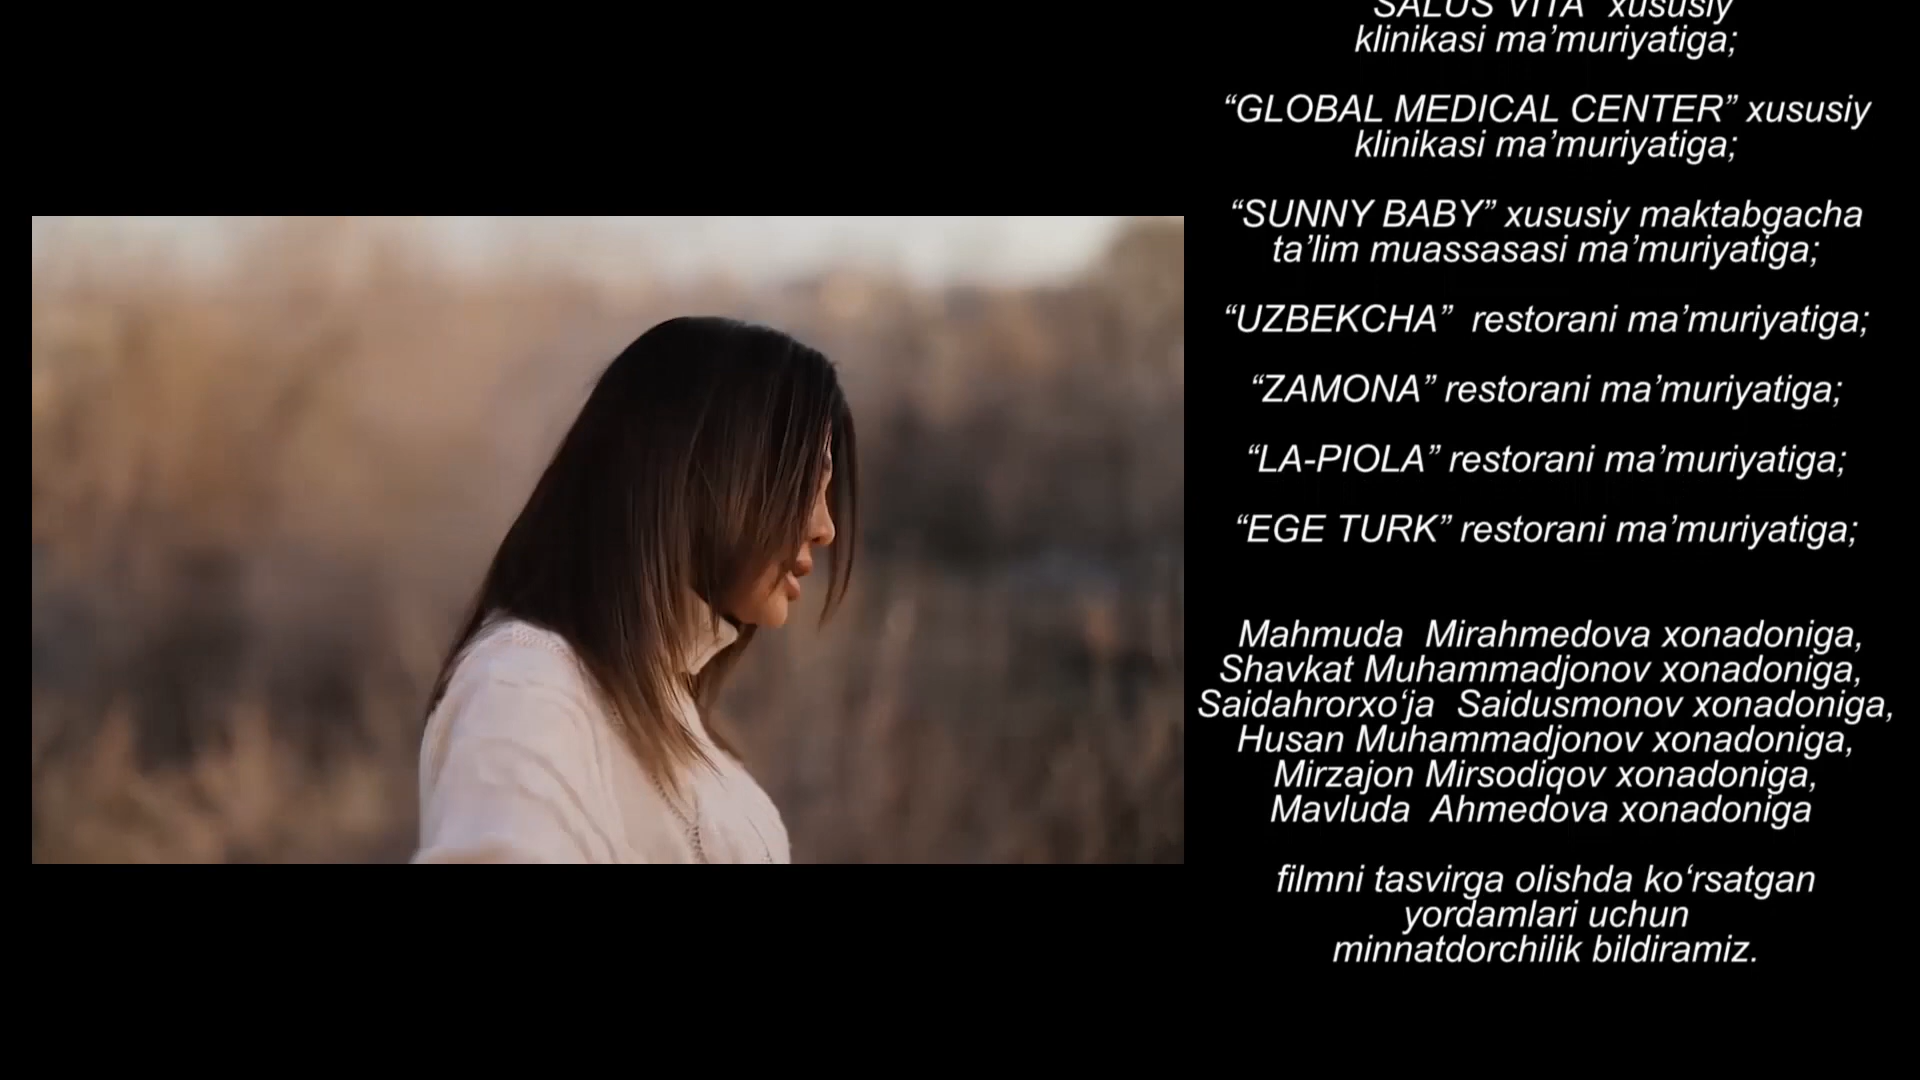 SALUS VITA” xususiy
klinikasi ma’muriyatiga;
“GLOBAL MEDICAL CENTER” xususiy
klinikasi ma’muriyatiga;
“SUNNY BABY” xususiy maktabgacha
ta’lim muassasasi ma’muriyatiga;
“UZBEKCHA” restorani ma’muriyatiga;
“ZAMONA” restorani ma’muriyatiga;
“LA-PIOLA” restorani ma’muriyatiga;
“EGE TURK” restorani ma’muriyatiga;
Mahmuda Mirahmedova xonadoniga,
Shavkat Muhammadjonov xonadoniga,
Saidahrorxo‘ja Saidusmonov xonadoniga,
Husan Muhammadjonov xonadoniga,
Mirzajon Mirsodiqov xonadoniga,
Mavluda Ahmedova xonadoniga
filmni tasvirga olishda ko‘rsatgan
yordamlari uchun
minnatdorchilik bildiramiz.